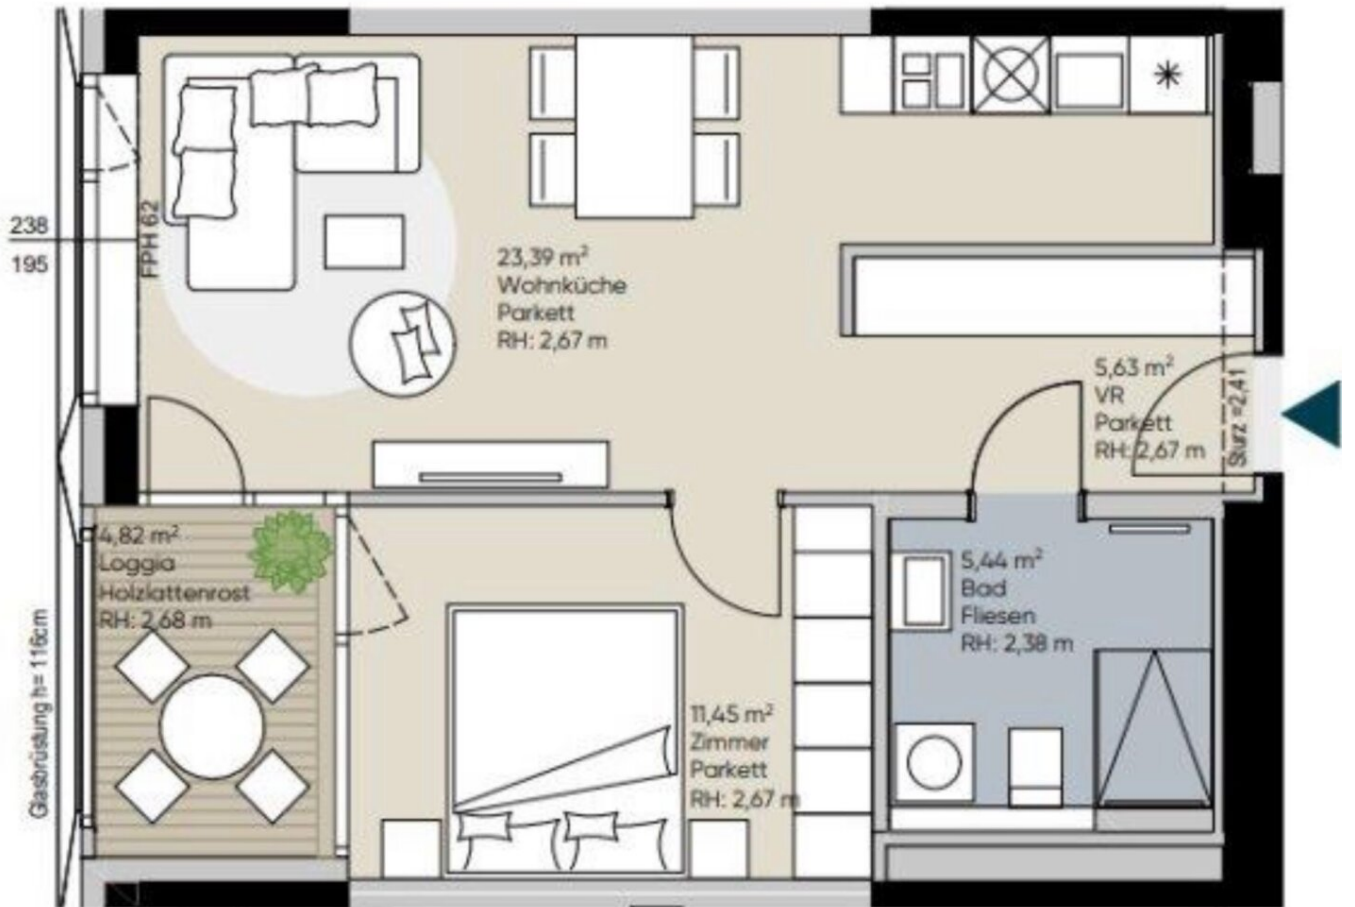 238
195
FPH 62
23,39 m²
Wohnküche
Parkett
RH: 2,67 m
5,63 m²
VR
Parkett
RH: 2,67 m
Sturz =2,41
4,82 m²
Loggia
Holzlattenrost
RH: 2,68 m
Gasbrüstung h= 116cm
5,44 m²
Bad
Fliesen
RH: 2,38 m
11,45 m²
Zimmer
Parkett
RH: 2,67 m